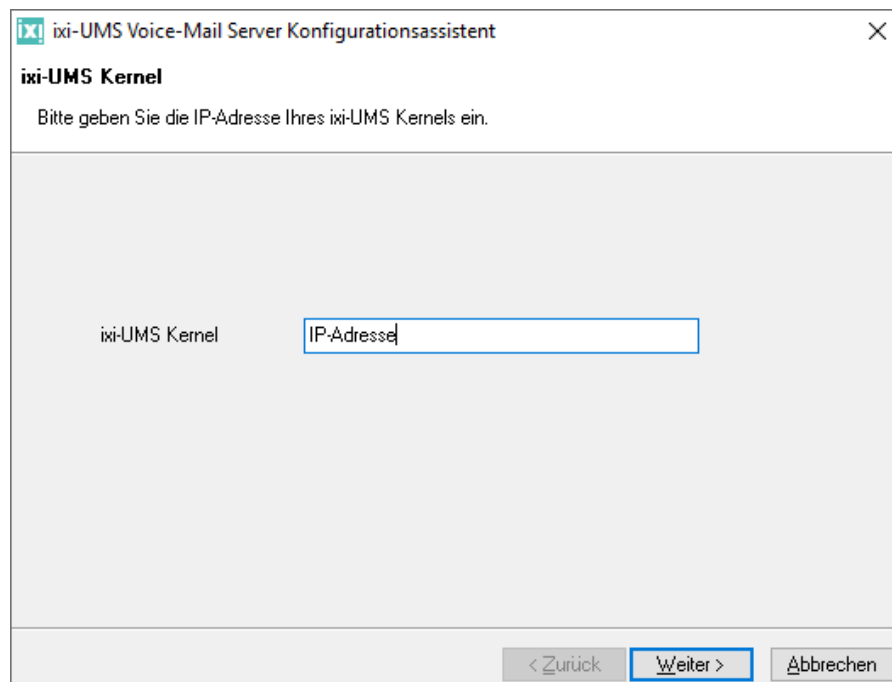 ixi ixi-UMS Voice-Mail Server Konfigurationsassistent
ixi-UMS Kernel
Bitte geben Sie die IP-Adresse Ihres ixi-UMS Kernels ein.
ixi-UMS Kernel IP-Adresse
< Zurück Weiter > Abbrechen